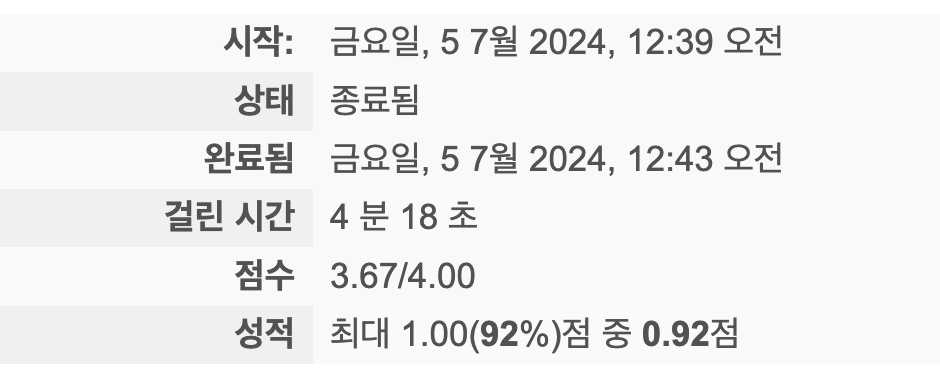 시작: 금요일, 5 7월 2024, 12:39 오전
상태 종료됨
완료됨 금요일, 5 7월 2024, 12:43 오전
걸린 시간 4 분 18 초
점수 3.67/4.00
성적 최대 1.00(92%)점 중 0.92점